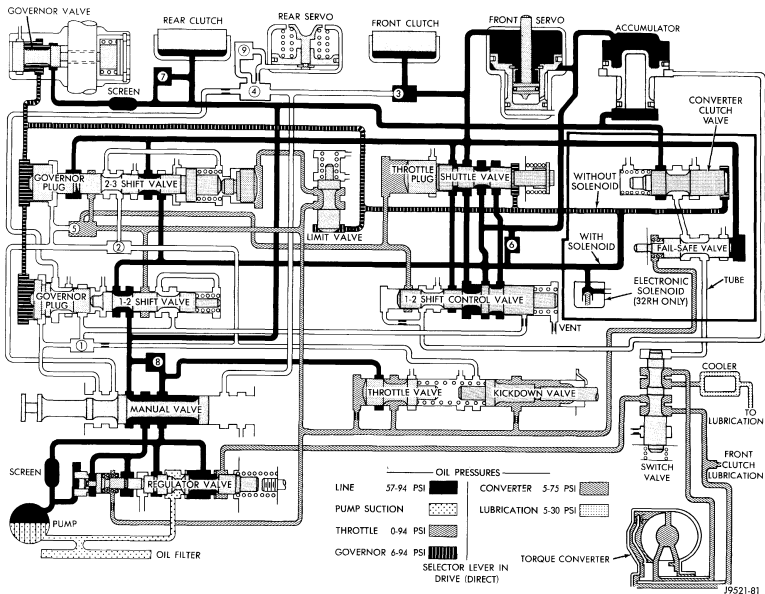 GOVERNOR VALVE
REAR CLUTCH
REAR SERVO
FRONT CLUTCH
FRONT SERVO
ACCUMULATOR
9
7
4
3
SCREEN
CONVERTER
CLUTCH
VALVE
GOVERNOR
PLUG
2-3 SHIFT VALVE
THROTTLE
PLUG
SHUTTLE VALVE
WITHOUT
SOLENOID
LIMIT VALVE
5
2
6
WITH
SOLENOID
FAIL-SAFE VALVE
ELECTRONIC
SOLENOID
(32RH ONLY)
TUBE
GOVERNOR
PLUG
1-2 SHIFT VALVE
1-2 SHIFT CONTROL VALVE
VENT
1
8
MANUAL VALVE
THROTTLE VALVE
KICKDOWN VALVE
COOLER
TO
LUBRICATION
SCREEN
REGULATOR VALVE
SWITCH
VALVE
FRONT
CLUTCH
LUBRICATION
PUMP
OIL FILTER
OIL PRESSURES
LINE 57-94 PSI
CONVERTER 5-75 PSI
PUMP SUCTION
LUBRICATION 5-30 PSI
THROTTLE 0-94 PSI
GOVERNOR 6-94 PSI
SELECTOR LEVER IN
DRIVE (DIRECT)
TORQUE CONVERTER
J9521-81